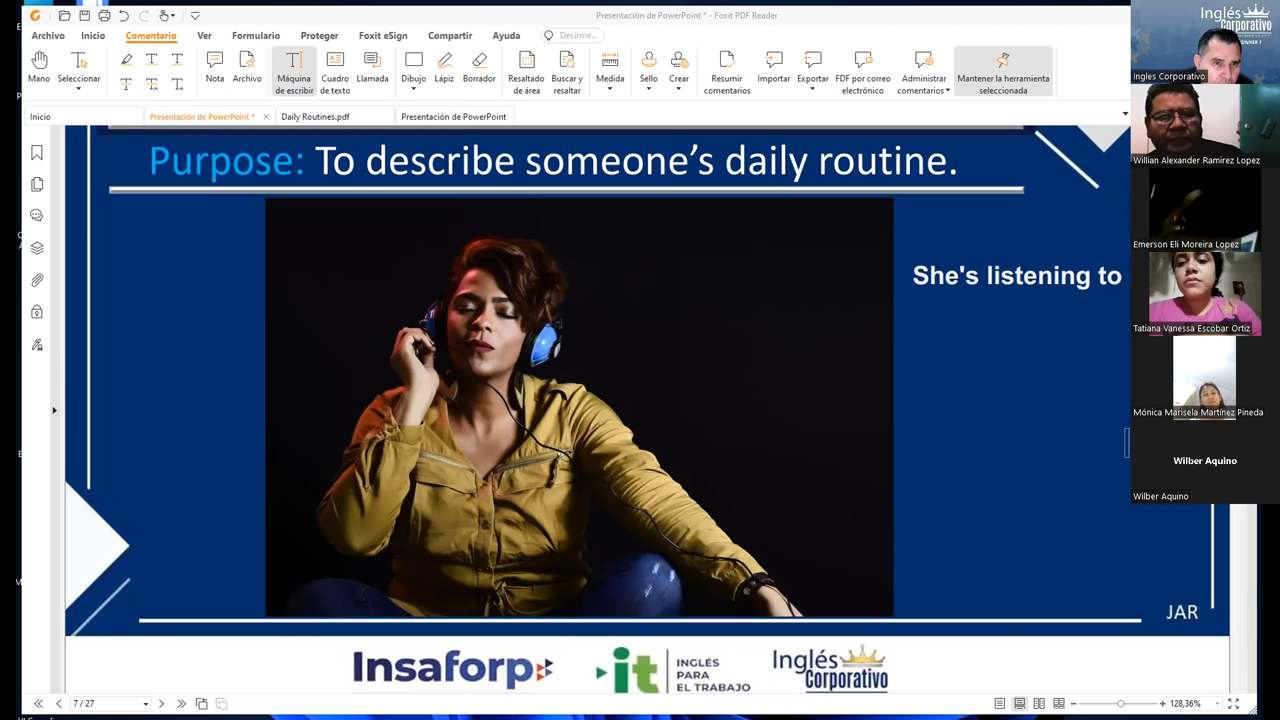 Presentación de PowerPoint * - Foxit PDF Reader
Archivo Inicio Comentario Ver Formulario Proteger Foxit eSign Compartir Ayuda Decirme...
Mano
Seleccionar
Nota
Archivo
Máquina
de escribir
Cuadro
de texto
Llamada
Dibujo
Lápiz
Borrador
Resaltado
de área
Buscar y
resaltar
Medida
Sello
Crear
Resumir
comentarios
Importar
Exportar
PDF por correo
electrónico
Administrar
comentarios
Mantener la herramienta
seleccionada
Inicio
Presentación de PowerPoint *
Daily Routines.pdf
Presentación de PowerPoint
Purpose: To describe someone's daily routine.
She's listening to
JAR
Insaforp
it
INGLÉS
PARA
EL TRABAJO
Inglés
Corporativo
7 / 27
128,36%
Inglés
Corporativo
Ingles Corporativo
Willian Alexander Ramirez Lopez
Emerson Eli Moreira Lopez
Tatiana Vanessa Escobar Ortiz
Mónica Marisela Martínez Pineda
Wilber Aquino
Wilber Aquino